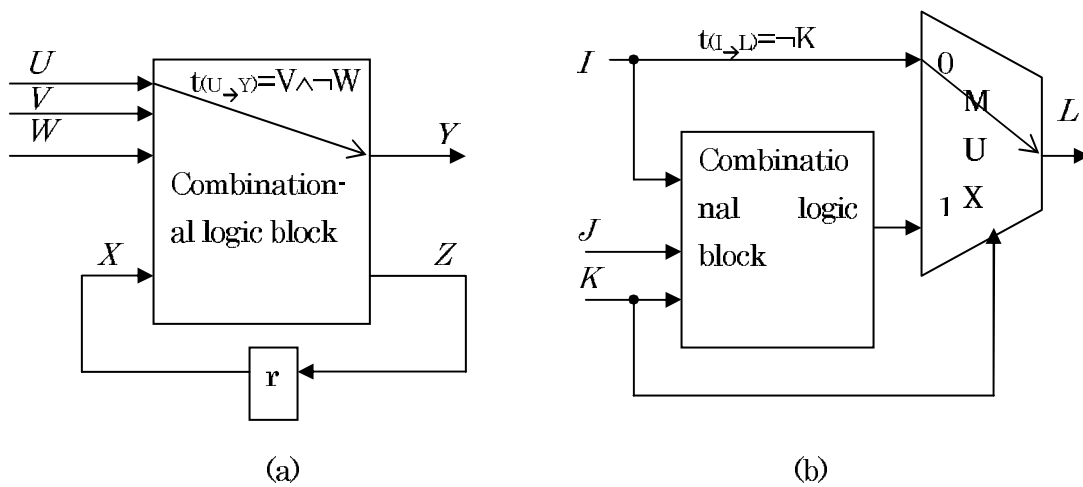 U
V
W
t(U→Y)=V∧¬W
Y
Combination-
al logic block
X
Z
r
(a)
I
t(I→L)=¬K
0
M
U
X
1
L
Combinatio
nal logic
block
J
K
(b)